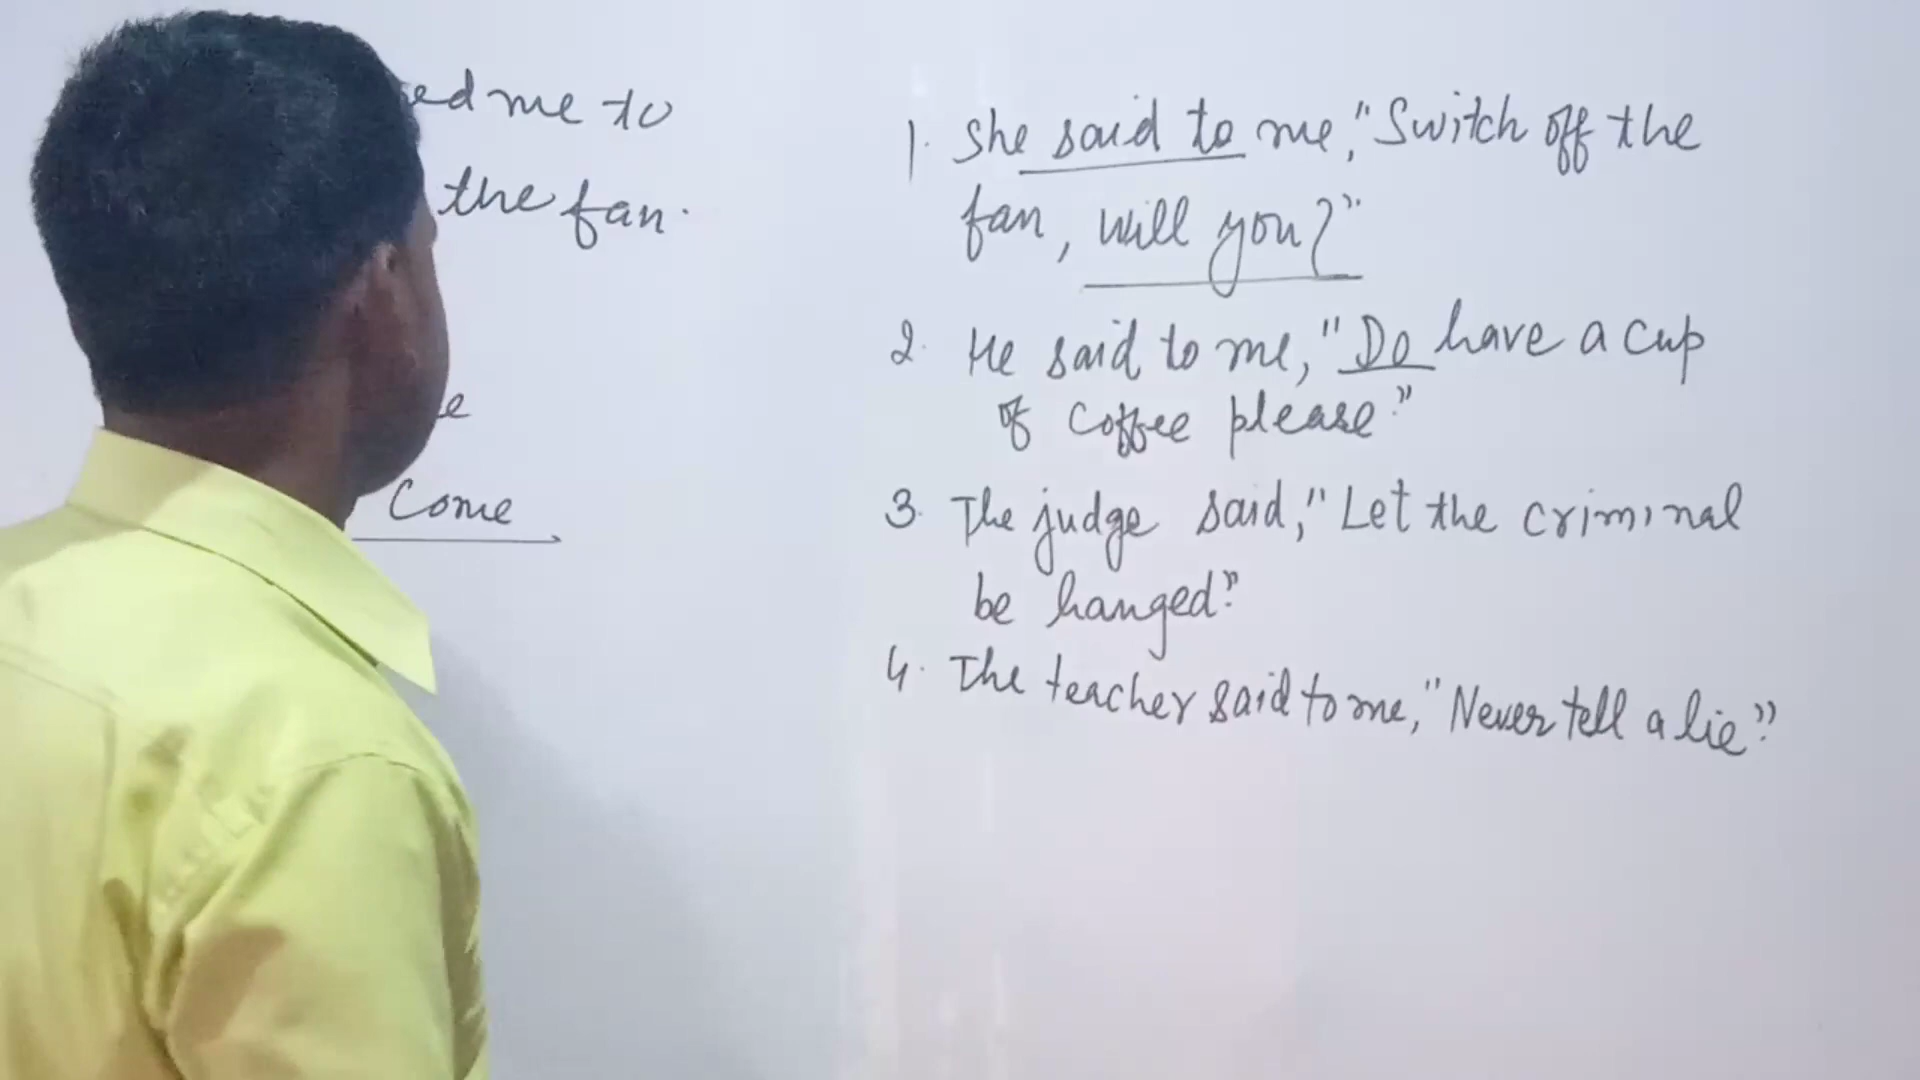 me to
the fan.
Come
1. She said to me, "Switch off the
fan, will you?"
2. He said to me, "Do have a cup
of coffee please."
3. The judge said, "Let the criminal
be hanged."
4. The teacher said to me, "Never tell a lie."